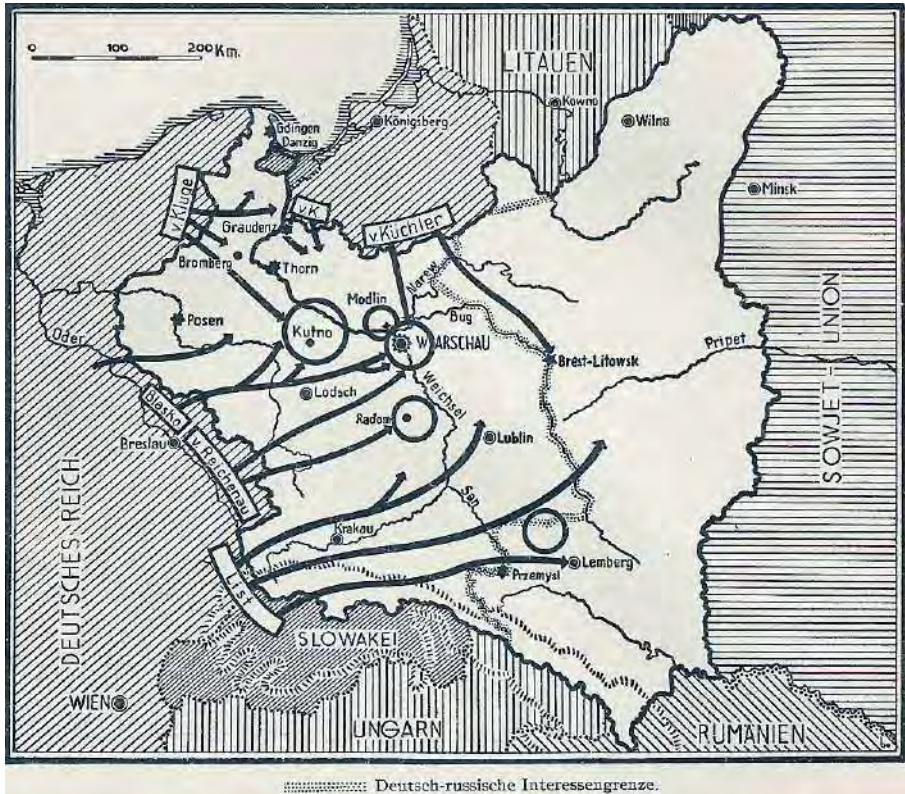 0 100 200 Km.
LITAUEN
Kowno
Wilna
Königsberg
Gdingen
Danzig
Minsk
v Kluge
v K.
v Küchler
Graudenz
Bromberg
Thorn
Narew
Modlin
Bug
Posen
Kutno
WARSCHAU
Oder
Brest-Litowsk
Pripet
SOWJET-UNION
Lodsch
Weichsel
Blasko
Radom
Breslau
v. Reichenau
Lublin
San
Krakau
Lemberg
Przemysl
List
DEUTSCHES REICH
SLOWAKEI
WIEN
UNGARN
RUMÄNIEN
Deutsch-russische Interessengrenze.